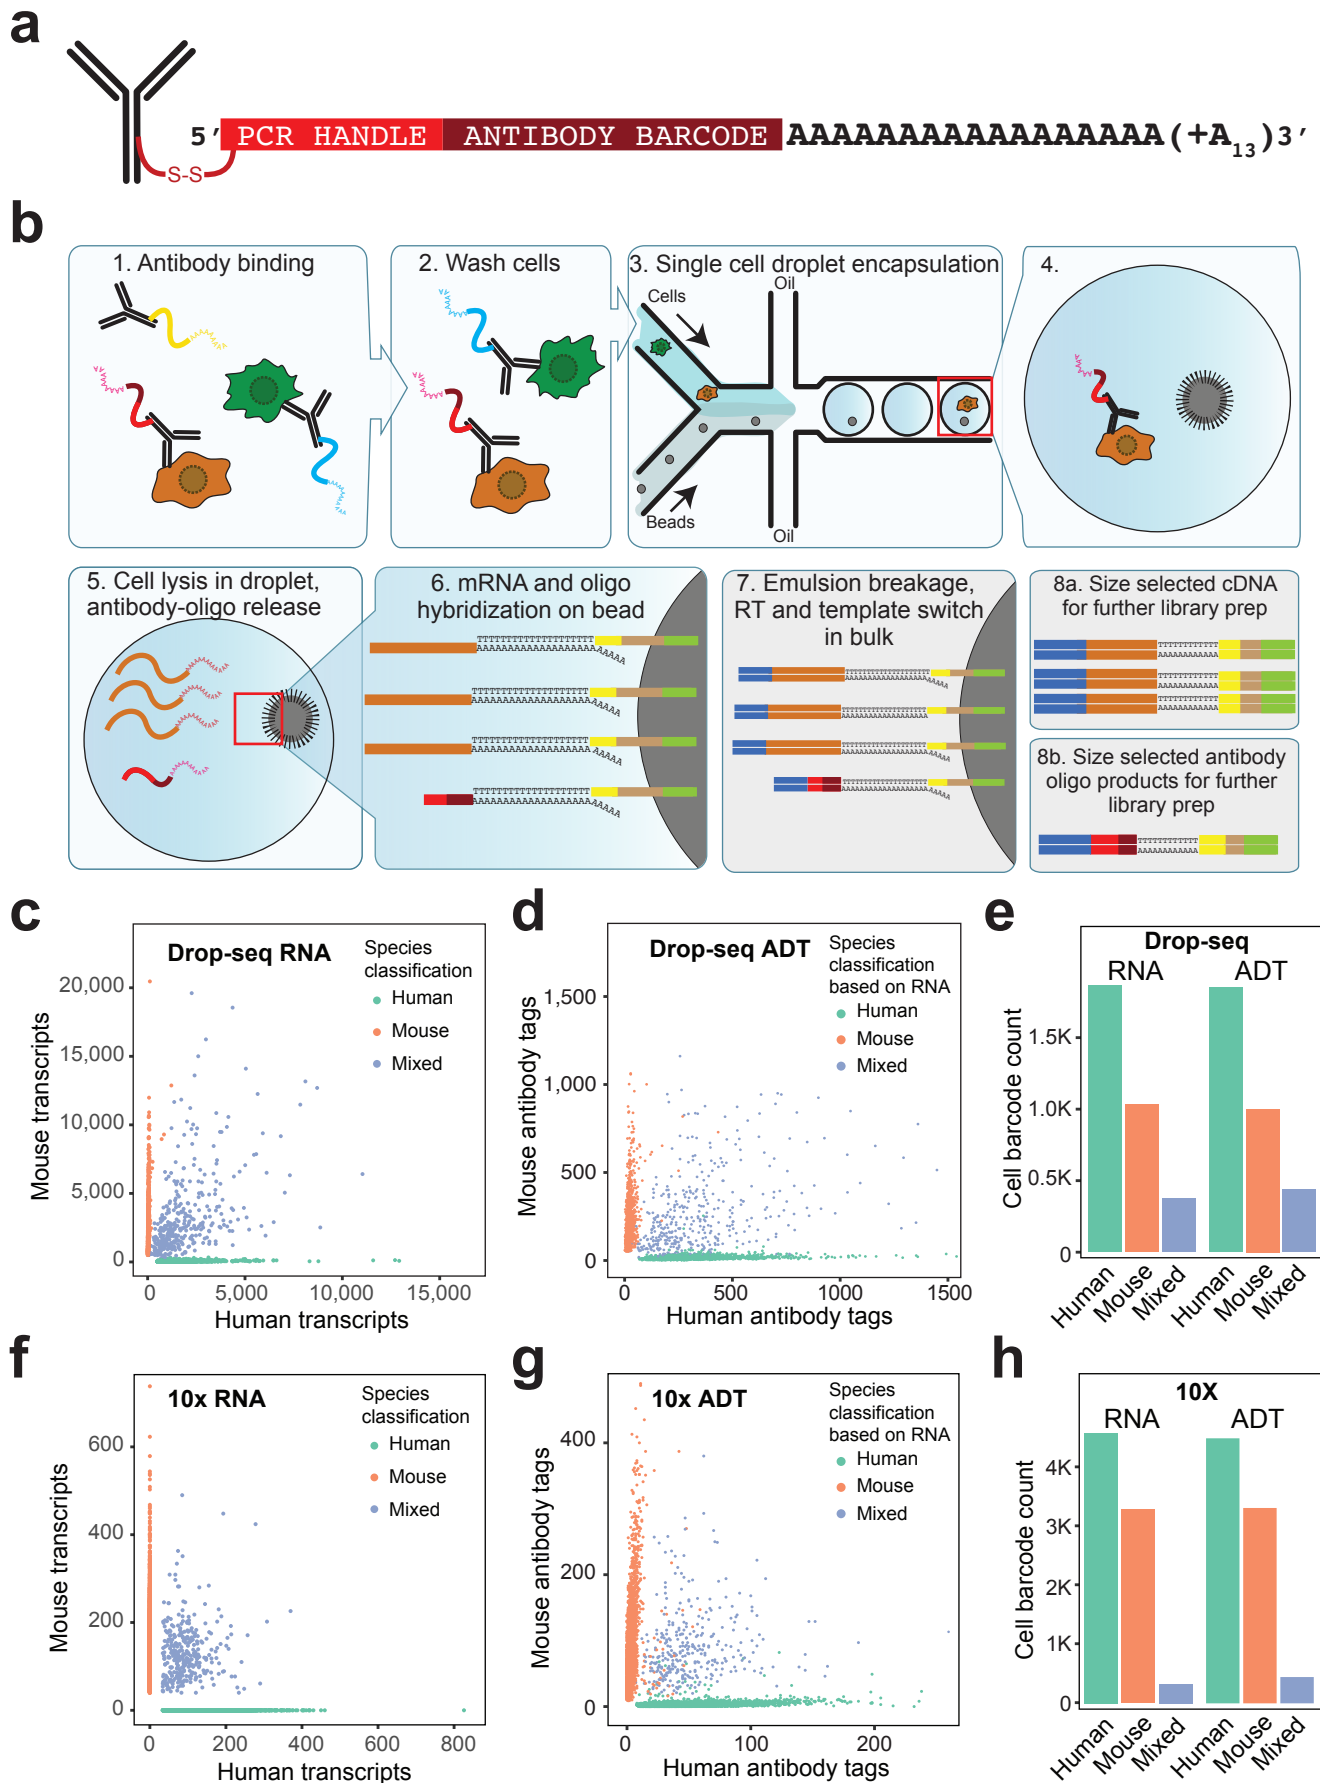 a
5' PCR HANDLE ANTIBODY BARCODE AAAAAAAAAAAAAAAAA(+A13)3'
S-S
b
1. Antibody binding
2. Wash cells
3. Single cell droplet encapsulation
Cells
Oil
Beads
Oil
4.
5. Cell lysis in droplet,
antibody-oligo release
6. mRNA and oligo
hybridization on bead
7. Emulsion breakage,
RT and template switch
in bulk
8a. Size selected cDNA
for further library prep
8b. Size selected antibody
oligo products for further
library prep
c
Drop-seq RNA
Species
classification
Human
Mouse
Mixed
Mouse transcripts
20,000
15,000
10,000
5,000
0
0 5,000 10,000 15,000
Human transcripts
d
Drop-seq ADT
Species
classification
based on RNA
Human
Mouse
Mixed
Mouse antibody tags
1,500
1,000
500
0
0 500 1000 1500
Human antibody tags
e
Drop-seq
RNA ADT
Cell barcode count
1.5K
1.0K
0.5K
0
Human Mouse Mixed Human Mouse Mixed
f
10x RNA
Species
classification
Human
Mouse
Mixed
Mouse transcripts
600
400
200
0
0 200 400 600 800
Human transcripts
g
10x ADT
Species
classification
based on RNA
Human
Mouse
Mixed
Mouse antibody tags
400
200
0
0 100 200
Human antibody tags
h
10X
RNA ADT
Cell barcode count
4K
3K
2K
1K
0
Human Mouse Mixed Human Mouse Mixed